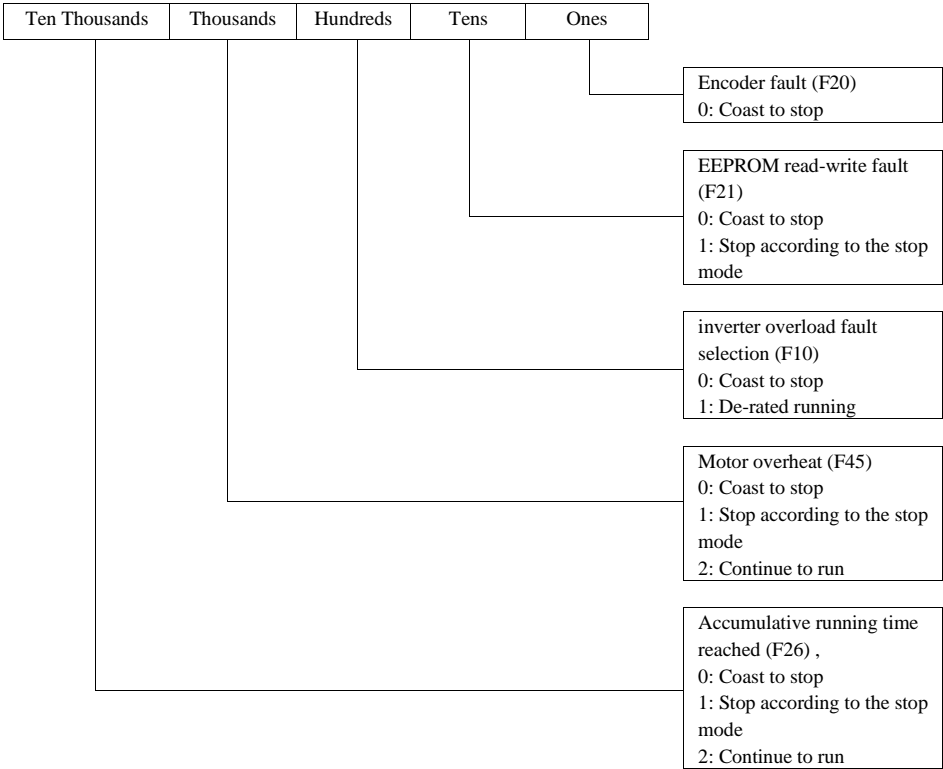 Ten Thousands Thousands Hundreds Tens Ones
Encoder fault (F20)
0: Coast to stop
EEPROM read-write fault
(F21)
0: Coast to stop
1: Stop according to the stop
mode
inverter overload fault
selection (F10)
0: Coast to stop
1: De-rated running
Motor overheat (F45)
0: Coast to stop
1: Stop according to the stop
mode
2: Continue to run
Accumulative running time
reached (F26) ,
0: Coast to stop
1: Stop according to the stop
mode
2: Continue to run